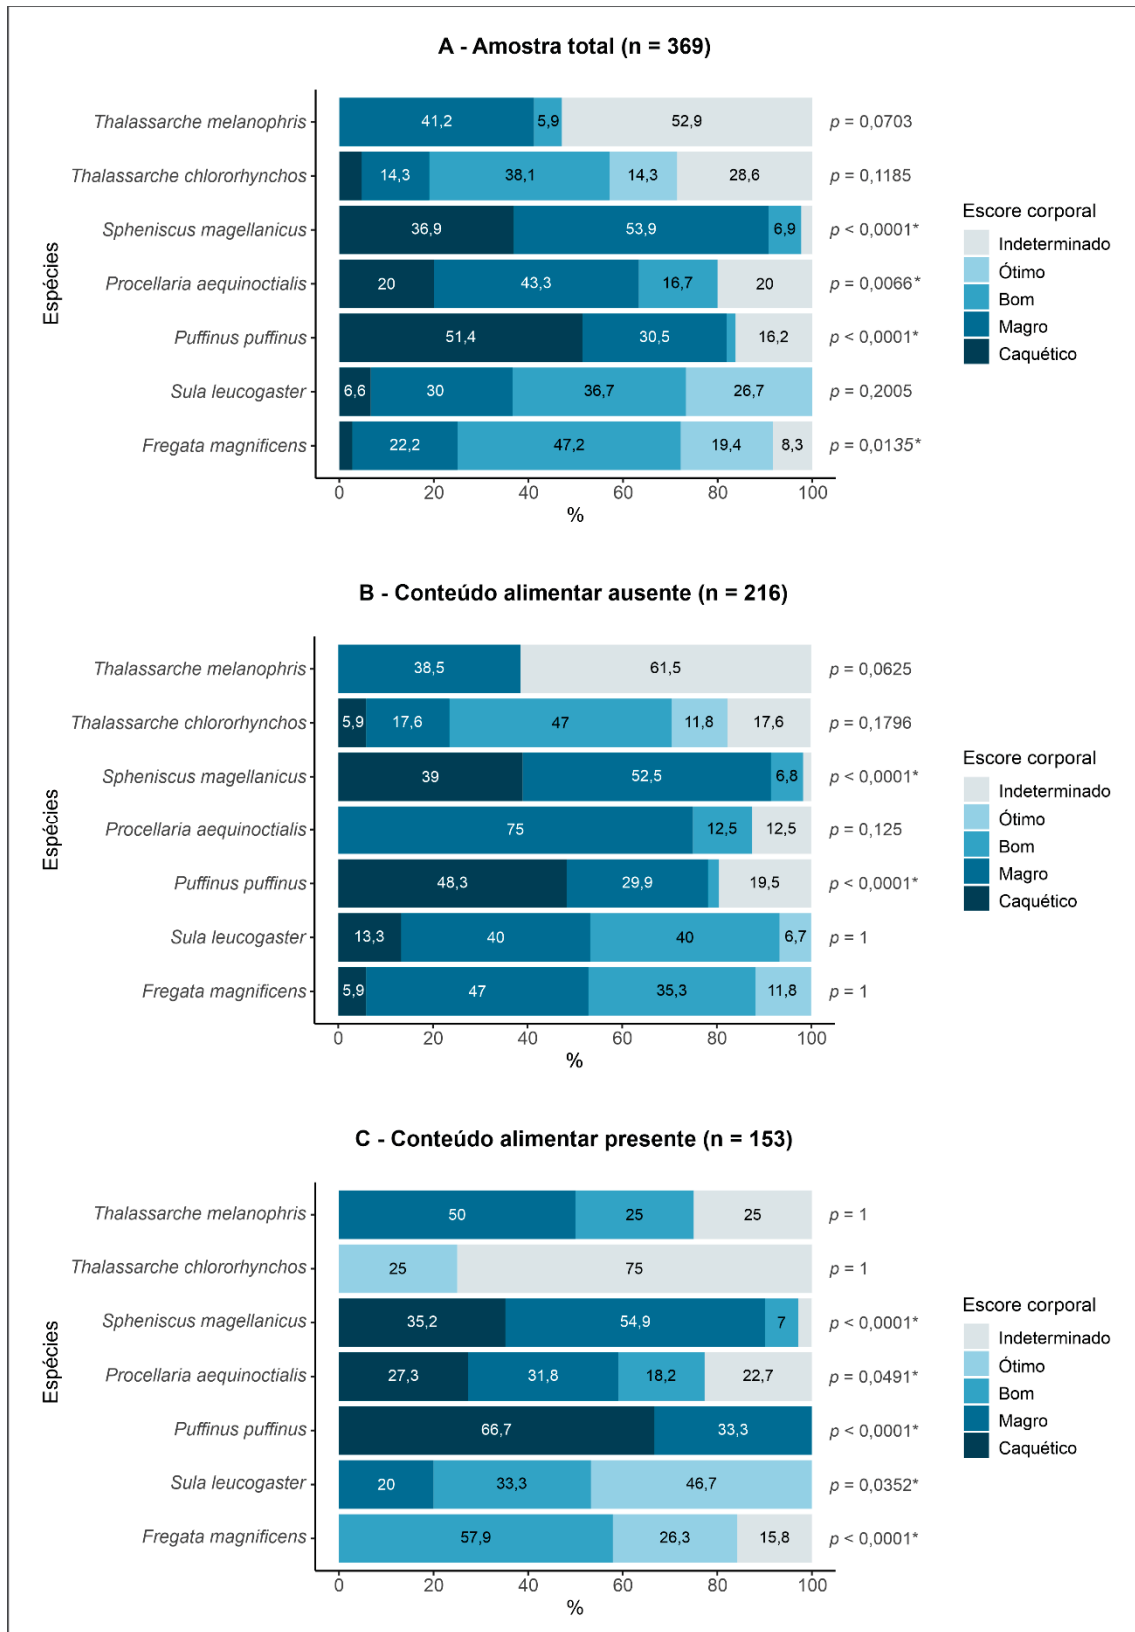 A - Amostra total (n = 369)
Espécies
Thalassarche melanophris 41,2 5,9 52,9 p = 0,0703
Thalassarche chlororhynchos 14,3 38,1 14,3 28,6 p = 0,1185
Spheniscus magellanicus 36,9 53,9 6,9 p < 0,0001*
Procellaria aequinoctialis 20 43,3 16,7 20 p = 0,0066*
Puffinus puffinus 51,4 30,5 16,2 p < 0,0001*
Sula leucogaster 6,6 30 36,7 26,7 p = 0,2005
Fregata magnificens 22,2 47,2 19,4 8,3 p = 0,0135*
0 20 40 60 80 100
%
Escore corporal
Indeterminado
Ótimo
Bom
Magro
Caquético
B - Conteúdo alimentar ausente (n = 216)
Espécies
Thalassarche melanophris 38,5 61,5 p = 0,0625
Thalassarche chlororhynchos 5,9 17,6 47 11,8 17,6 p = 0,1796
Spheniscus magellanicus 39 52,5 6,8 p < 0,0001*
Procellaria aequinoctialis 75 12,5 12,5 p = 0,125
Puffinus puffinus 48,3 29,9 19,5 p < 0,0001*
Sula leucogaster 13,3 40 40 6,7 p = 1
Fregata magnificens 5,9 47 35,3 11,8 p = 1
0 20 40 60 80 100
%
Escore corporal
Indeterminado
Ótimo
Bom
Magro
Caquético
C - Conteúdo alimentar presente (n = 153)
Espécies
Thalassarche melanophris 50 25 25 p = 1
Thalassarche chlororhynchos 25 75 p = 1
Spheniscus magellanicus 35,2 54,9 7 p < 0,0001*
Procellaria aequinoctialis 27,3 31,8 18,2 22,7 p = 0,0491*
Puffinus puffinus 66,7 33,3 p < 0,0001*
Sula leucogaster 20 33,3 46,7 p = 0,0352*
Fregata magnificens 57,9 26,3 15,8 p < 0,0001*
0 20 40 60 80 100
%
Escore corporal
Indeterminado
Ótimo
Bom
Magro
Caquético